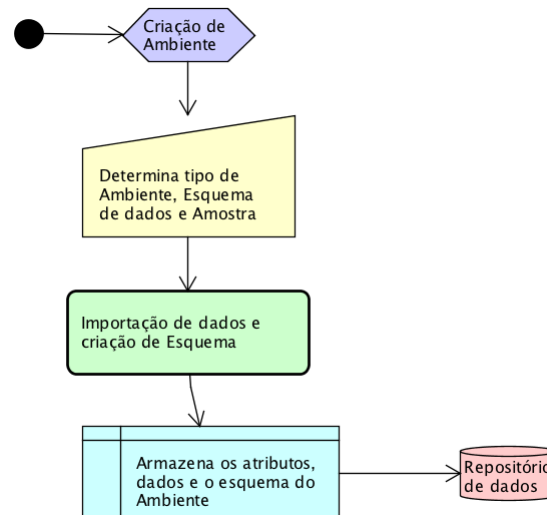 Criação de
Ambiente
Determina tipo de
Ambiente, Esquema
de dados e Amostra
Importação de dados e
criação de Esquema
Armazena os atributos,
dados e o esquema do
Ambiente
Repositório
de dados